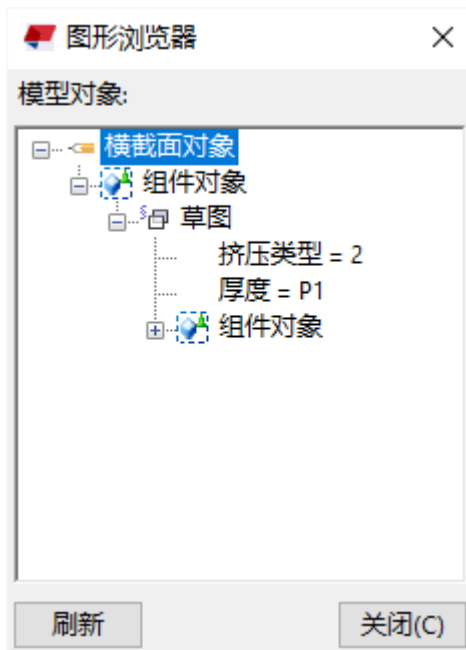 图形浏览器
模型对象:
横截面对象
组件对象
草图
挤压类型 = 2
厚度 = P1
组件对象
刷新
关闭(C)